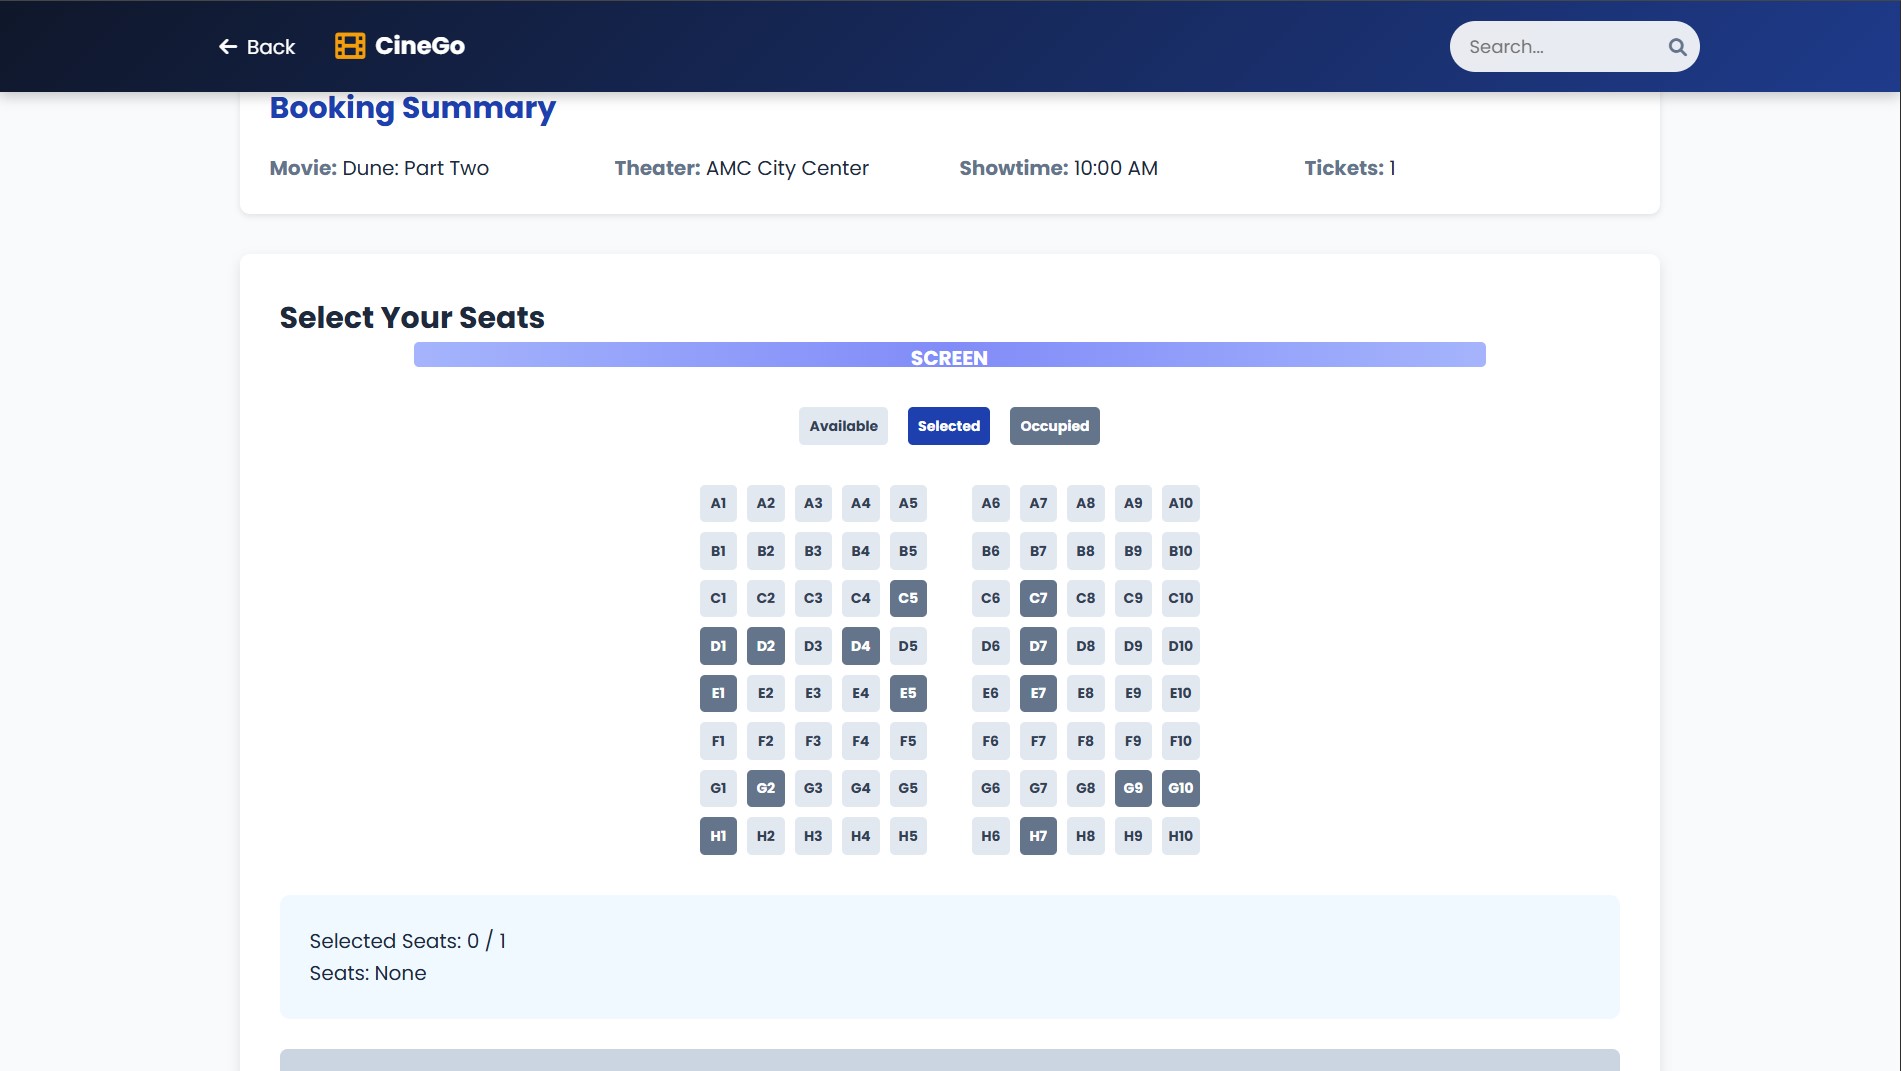 Back CineGo Search...
Booking Summary
Movie: Dune: Part Two Theater: AMC City Center Showtime: 10:00 AM Tickets: 1
Select Your Seats
SCREEN
Available Selected Occupied
A1 A2 A3 A4 A5 A6 A7 A8 A9 A10
B1 B2 B3 B4 B5 B6 B7 B8 B9 B10
C1 C2 C3 C4 C5 C6 C7 C8 C9 C10
D1 D2 D3 D4 D5 D6 D7 D8 D9 D10
E1 E2 E3 E4 E5 E6 E7 E8 E9 E10
F1 F2 F3 F4 F5 F6 F7 F8 F9 F10
G1 G2 G3 G4 G5 G6 G7 G8 G9 G10
H1 H2 H3 H4 H5 H6 H7 H8 H9 H10
Selected Seats: 0 / 1
Seats: None